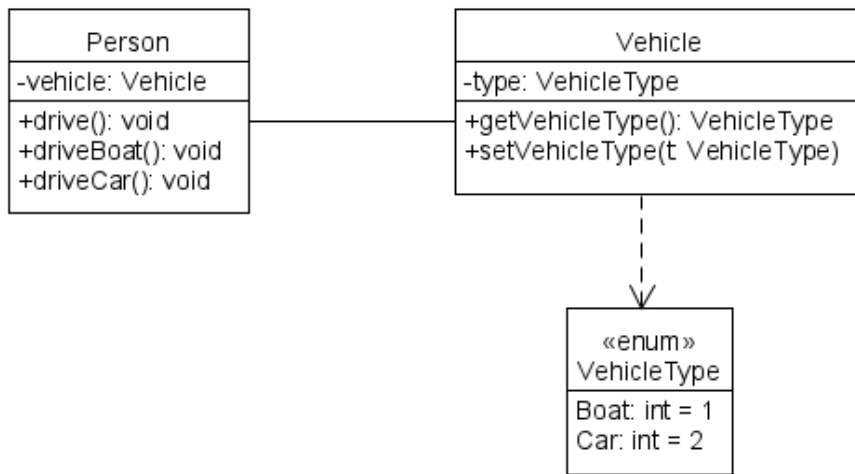 Person
-vehicle: Vehicle
+drive(): void
+driveBoat(): void
+driveCar(): void
Vehicle
-type: VehicleType
+getVehicleType(): VehicleType
+setVehicleType(t: VehicleType)
«enum»
VehicleType
Boat: int = 1
Car: int = 2